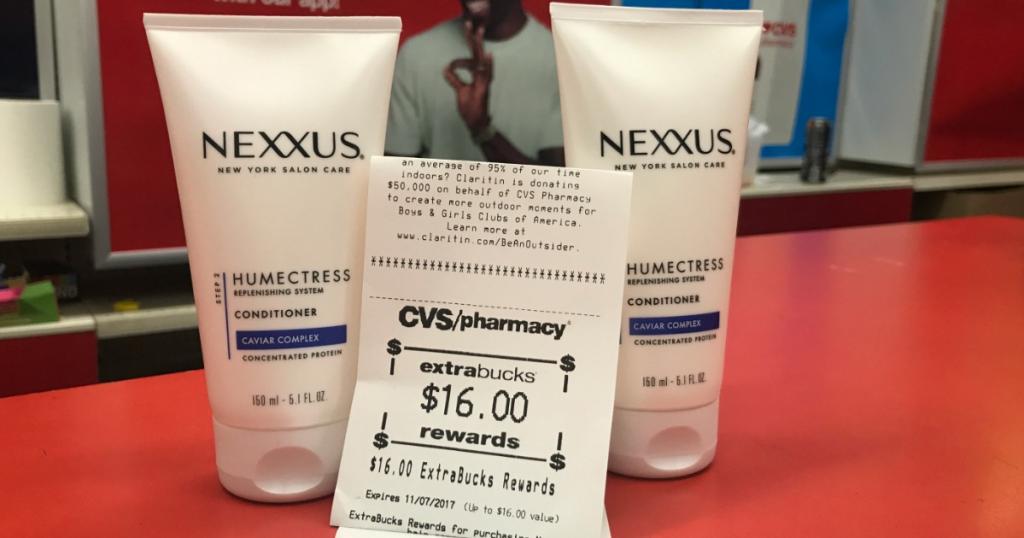 with our app!
NEXXUS
NEW YORK SALON CARE
STEP 2
HUMECTRESS
REPLENISHING SYSTEM
CONDITIONER
CAVIAR COMPLEX
CONCENTRATED PROTEIN
150 ml - 5.1 FL.OZ.
an average of 95% of our time
indoors? Claritin is donating
$50,000 on behalf of CVS Pharmacy
to create more outdoor moments for
Boys & Girls Clubs of America.
Learn more at
www.claritin.com/BeAnOutsider.
CVS/pharmacy®
extrabucks®
$16.00
rewards
$16.00 ExtraBucks Rewards
Expires 11/07/2017 (Up to $16.00 value)
ExtraBucks Rewards for purchasing
NEXXUS
NEW YORK SALON CARE
HUMECTRESS
REPLENISHING SYSTEM
CONDITIONER
CAVIAR COMPLEX
CONCENTRATED PROTEIN
150 ml - 5.1 FL.OZ.
CVS